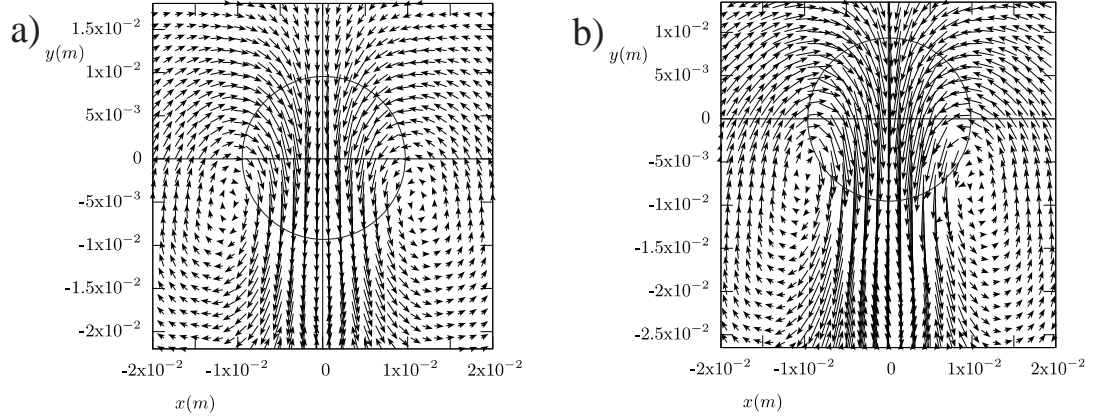 a)
y(m)
1.5x10⁻²
1x10⁻²
5x10⁻³
0
-5x10⁻³
-1x10⁻²
-1.5x10⁻²
-2x10⁻²
-2x10⁻² -1x10⁻² 0 1x10⁻² 2x10⁻²
x(m)
b)
y(m)
1x10⁻²
5x10⁻³
0
-5x10⁻³
-1x10⁻²
-1.5x10⁻²
-2x10⁻²
-2.5x10⁻²
-2x10⁻² -1x10⁻² 0 1x10⁻² 2x10⁻²
x(m)